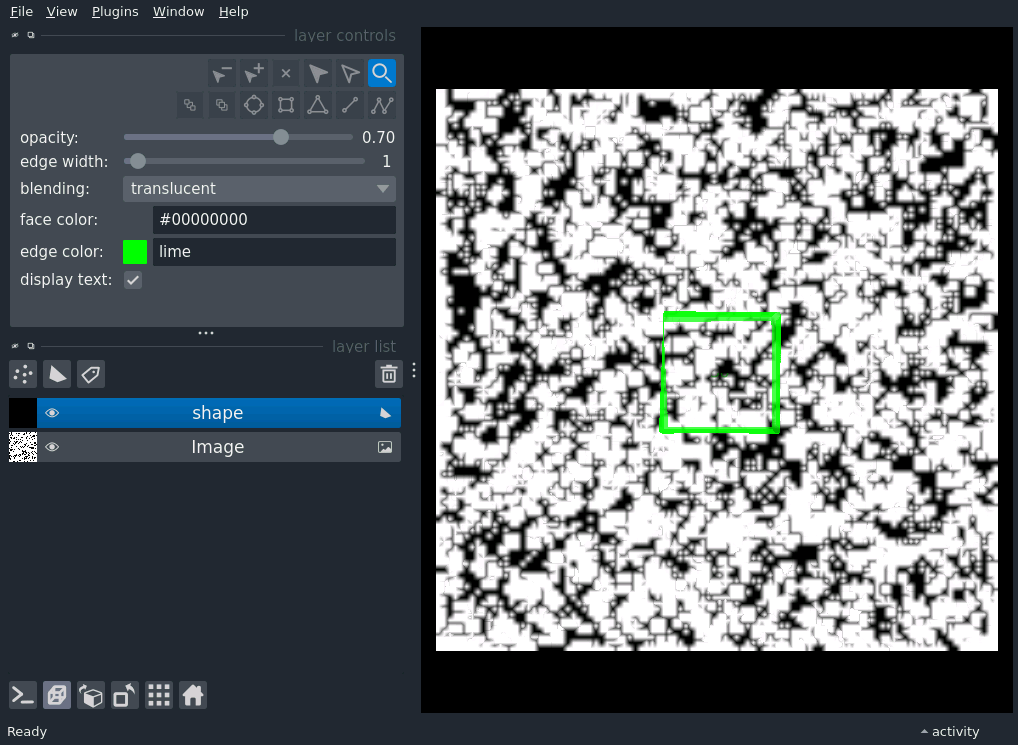 File View Plugins Window Help
layer controls
opacity: 0.70
edge width: 1
blending: translucent
face color: #00000000
edge color: lime
display text:
layer list
shape
Image
Ready
activity